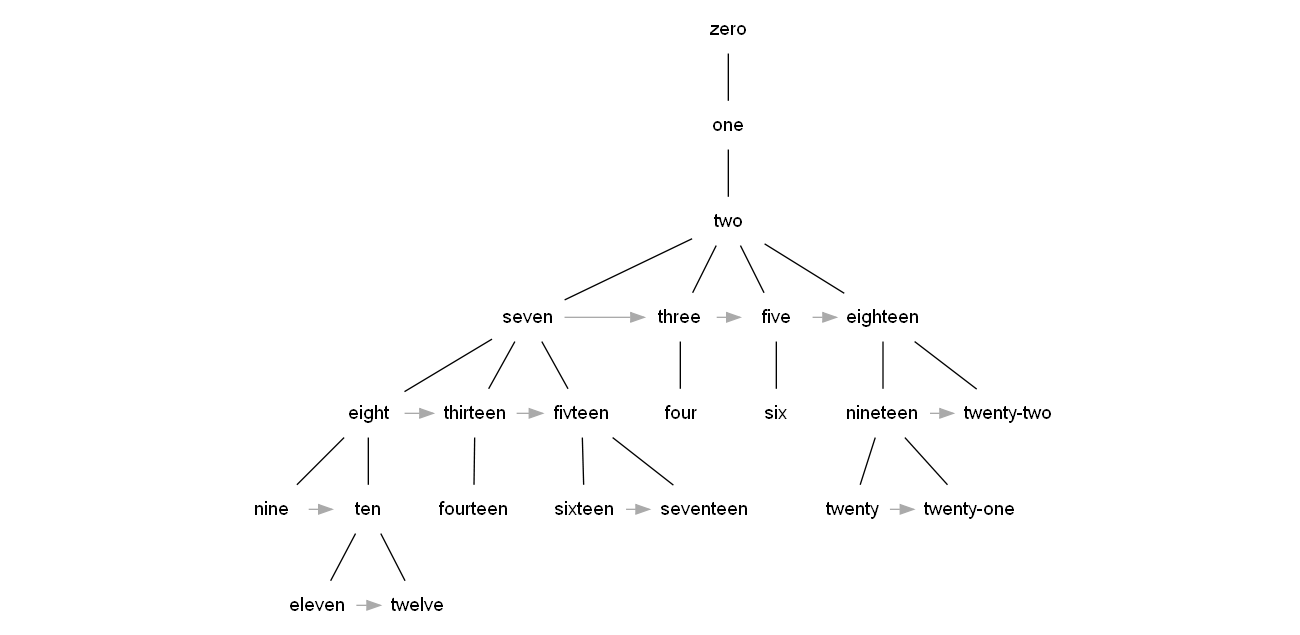 zero
one
two
seven three five eighteen
eight thirteen fivteen four six nineteen twenty-two
nine ten fourteen sixteen seventeen twenty twenty-one
eleven twelve